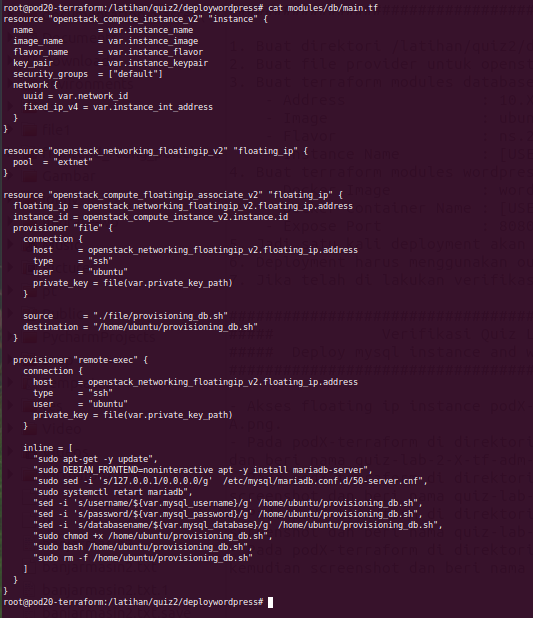 root@pod20-terraform:/latihan/quiz2/deploywordpress# cat modules/db/main.tf
resource "openstack_compute_instance_v2" "instance" {
  name             = var.instance_name
  image_name       = var.instance_image
  flavor_name      = var.instance_flavor
  key_pair         = var.instance_keypair
  security_groups  = ["default"]
  network {
    uuid = var.network_id
    fixed_ip_v4 = var.instance_int_address
  }
}

resource "openstack_networking_floatingip_v2" "floating_ip" {
  pool  = "extnet"
}

resource "openstack_compute_floatingip_associate_v2" "floating_ip" {
  floating_ip = openstack_networking_floatingip_v2.floating_ip.address
  instance_id = openstack_compute_instance_v2.instance.id
  provisioner "file" {
    connection {
      host     = openstack_networking_floatingip_v2.floating_ip.address
      type     = "ssh"
      user     = "ubuntu"
      private_key = file(var.private_key_path)
    }

    source      = "./file/provisioning_db.sh"
    destination = "/home/ubuntu/provisioning_db.sh"
  }

  provisioner "remote-exec" {
    connection {
      host     = openstack_networking_floatingip_v2.floating_ip.address
      type     = "ssh"
      user     = "ubuntu"
      private_key = file(var.private_key_path)
    }

    inline = [
      "sudo apt-get -y update",
      "sudo DEBIAN_FRONTEND=noninteractive apt -y install mariadb-server",
      "sudo sed -i 's/127.0.0.1/0.0.0.0/g'  /etc/mysql/mariadb.conf.d/50-server.cnf",
      "sudo systemctl retart mariadb",
      "sed -i 's/username/${var.mysql_username}/g' /home/ubuntu/provisioning_db.sh",
      "sed -i 's/password/${var.mysql_password}/g' /home/ubuntu/provisioning_db.sh",
      "sed -i 's/databasename/${var.mysql_database}/g' /home/ubuntu/provisioning_db.sh",
      "sudo chmod +x /home/ubuntu/provisioning_db.sh",
      "sudo bash /home/ubuntu/provisioning_db.sh",
      "sudo rm -f /home/ubuntu/provisioning_db.sh"
    ]
  }
}
root@pod20-terraform:/latihan/quiz2/deploywordpress#